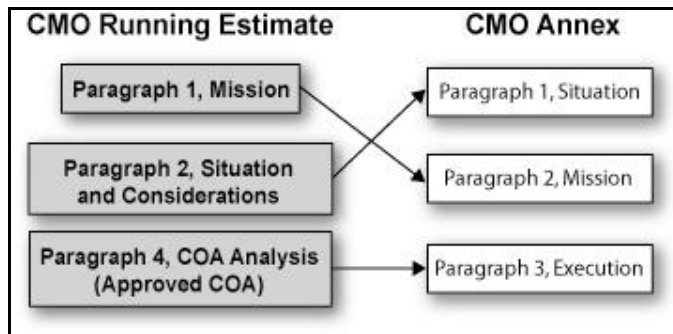 CMO Running Estimate
CMO Annex
Paragraph 1, Mission
Paragraph 1, Situation
Paragraph 2, Situation
and Considerations
Paragraph 2, Mission
Paragraph 4, COA Analysis
(Approved COA)
Paragraph 3, Execution